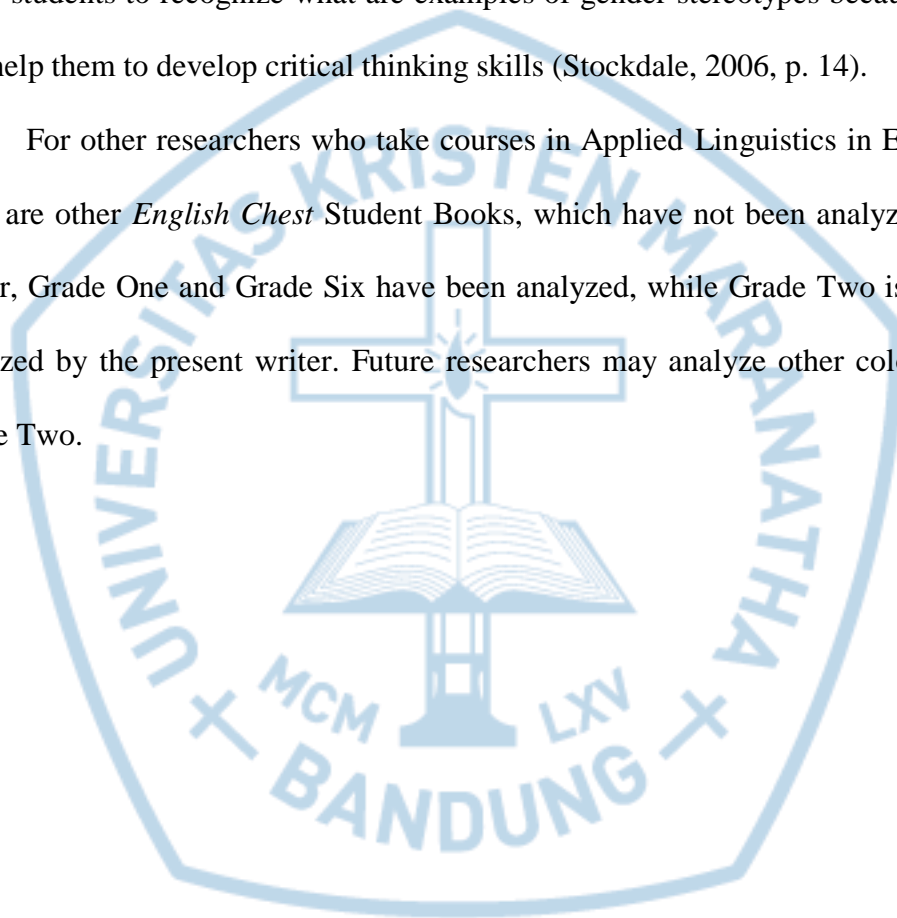 students to recognize what are examples of gender stereotypes becau
help them to develop critical thinking skills (Stockdale, 2006, p. 14).
For other researchers who take courses in Applied Linguistics in E
are other English Chest Student Books, which have not been analyz
r, Grade One and Grade Six have been analyzed, while Grade Two is
zed by the present writer. Future researchers may analyze other col
e Two.
UNIVERSITAS KRISTEN MARANATHA
MCM LXV
BANDUNG